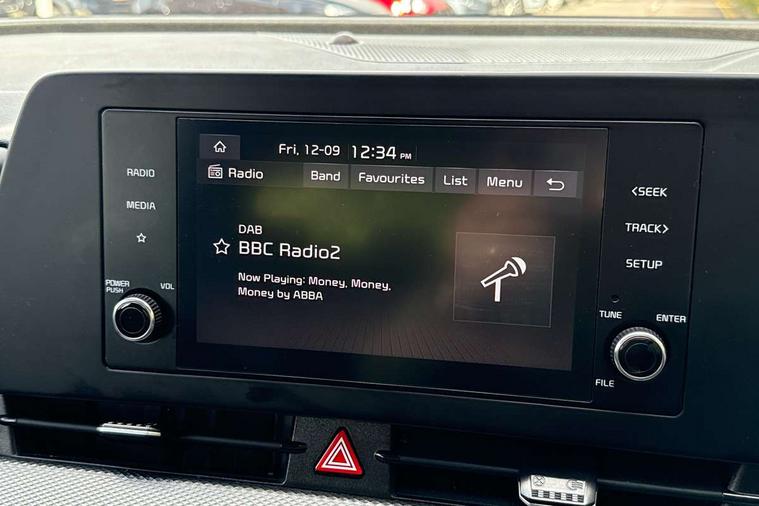 Fri, 12-09 12:34 PM
Radio Band Favourites List Menu
DAB
BBC Radio2
Now Playing: Money, Money,
Money by ABBA
RADIO
MEDIA
POWER
PUSH
VOL
<SEEK
TRACK>
SETUP
TUNE
ENTER
FILE